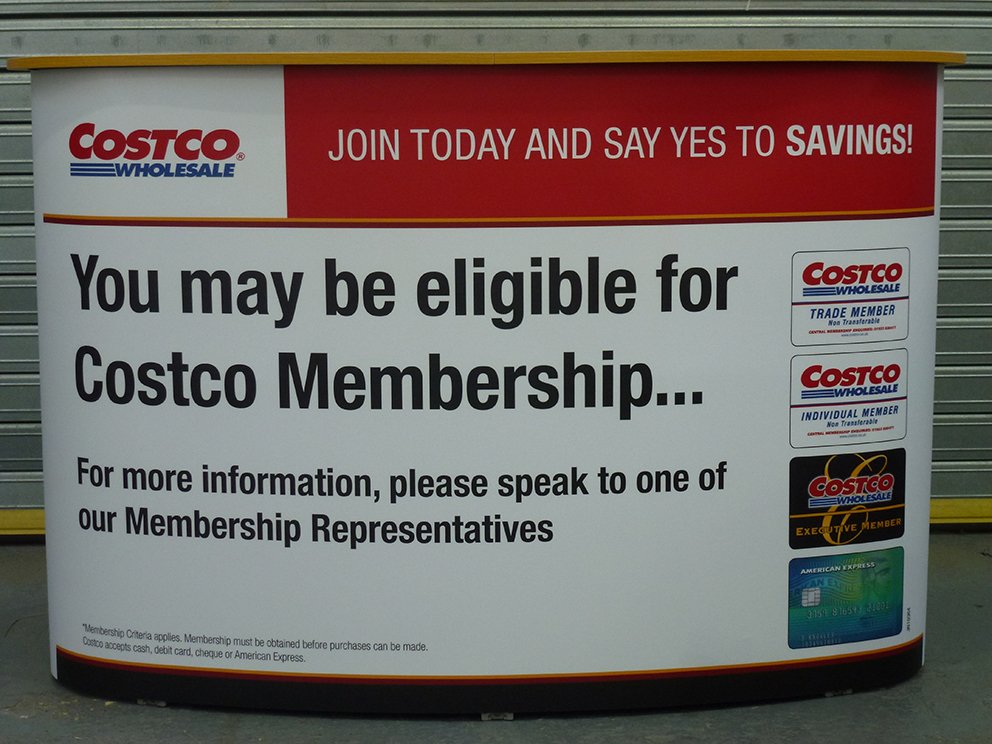 COSTCO
WHOLESALE
JOIN TODAY AND SAY YES TO SAVINGS!
You may be eligible for
Costco Membership...
For more information, please speak to one of
our Membership Representatives
*Membership Criteria applies. Membership must be obtained before purchases can be made.
Costco accepts cash, debit card, cheque or American Express.
COSTCO
WHOLESALE
TRADE MEMBER
Non Transferable
COSTCO
WHOLESALE
INDIVIDUAL MEMBER
Non Transferable
COSTCO
WHOLESALE
EXECUTIVE MEMBER
AMERICAN EXPRESS